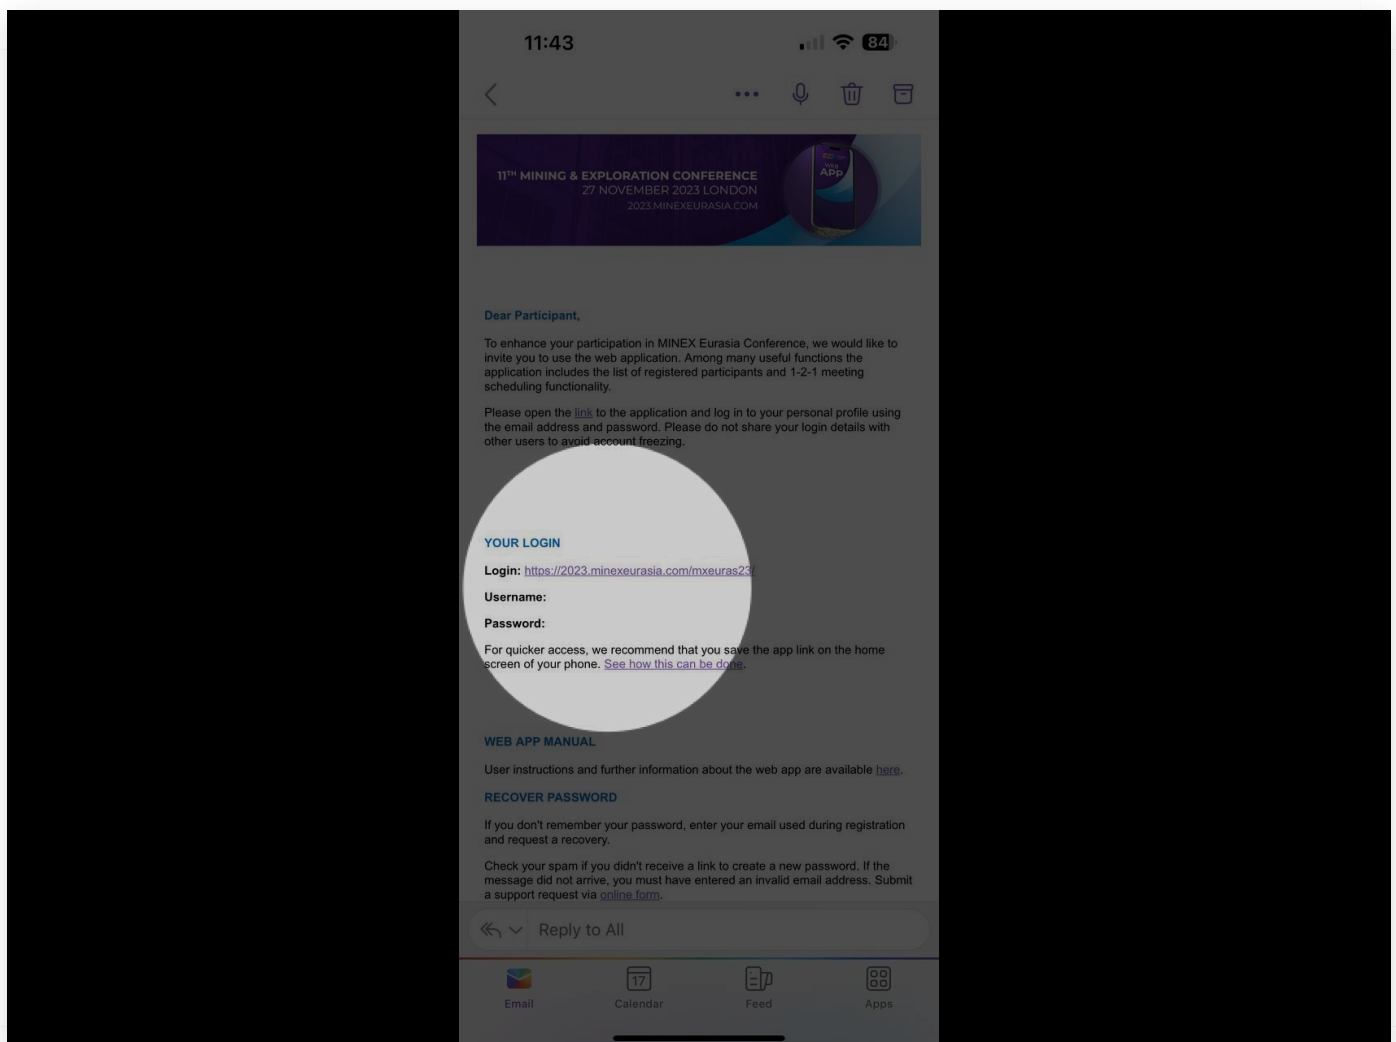 11:43
84
11TH MINING & EXPLORATION CONFERENCE
27 NOVEMBER 2023 LONDON
2023.MINEXEURASIA.COM
WEB
APP
Dear Participant,
To enhance your participation in MINEX Eurasia Conference, we would like to
invite you to use the web application. Among many useful functions the
application includes the list of registered participants and 1-2-1 meeting
scheduling functionality.
Please open the link to the application and log in to your personal profile using
the email address and password. Please do not share your login details with
other users to avoid account freezing.
YOUR LOGIN
Login: https://2023.minexeurasia.com/mxeuras23/
Username:
Password:
For quicker access, we recommend that you save the app link on the home
screen of your phone. See how this can be done.
WEB APP MANUAL
User instructions and further information about the web app are available here.
RECOVER PASSWORD
If you don't remember your password, enter your email used during registration
and request a recovery.
Check your spam if you didn't receive a link to create a new password. If the
message did not arrive, you must have entered an invalid email address. Submit
a support request via online form.
Reply to All
17
Email
Calendar
Feed
Apps